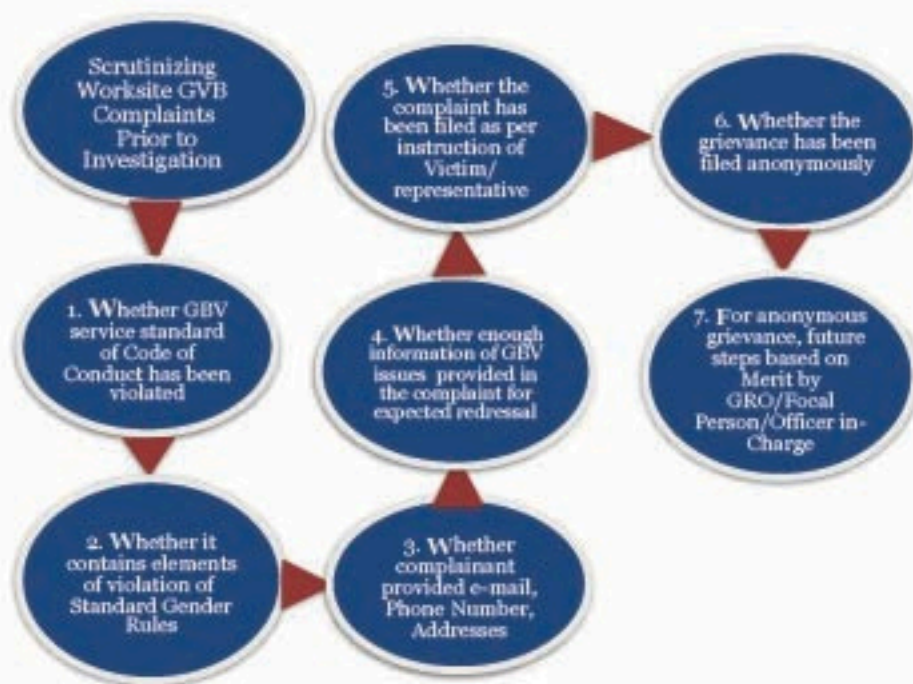 Scrutinizing
Worksite GVB
Complaints
Prior to
Investigation
1. Whether GBV
service standard
of Code of
Conduct has been
violated
2. Whether it
contains elements
of violation of
Standard Gender
Rules
3. Whether
complainant
provided e-mail,
Phone Number,
Addresses
4. Whether enough
information of GBV
issues provided in
the complaint for
expected redressal
5. Whether the
complaint has
been filed as per
instruction of
Victim/
representative
6. Whether the
grievance has been
filed anonymously
7. For anonymous
grievance, future
steps based on
Merit by
GRO/Focal
Person/Officer in-
Charge